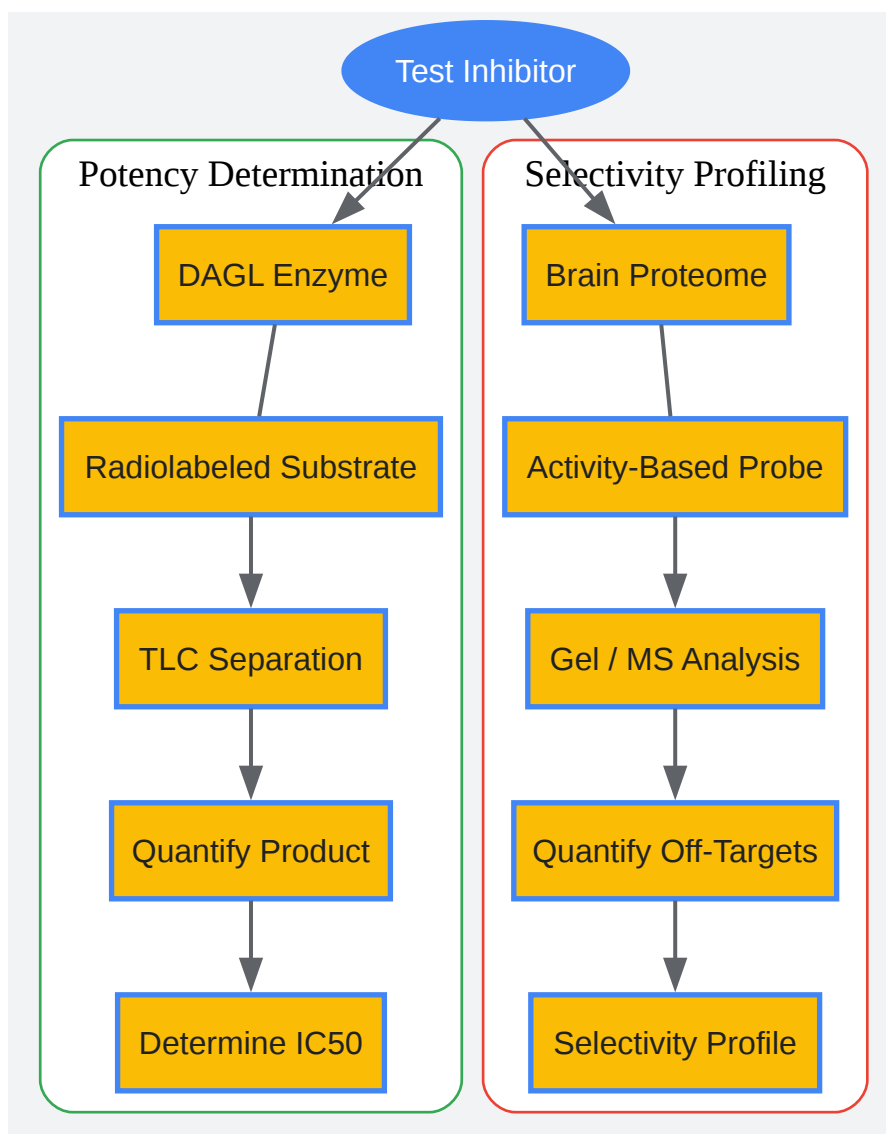 Test Inhibitor
Potency Determination
DAGL Enzyme
Radiolabeled Substrate
TLC Separation
Quantify Product
Determine IC50
Selectivity Profiling
Brain Proteome
Activity-Based Probe
Gel / MS Analysis
Quantify Off-Targets
Selectivity Profile